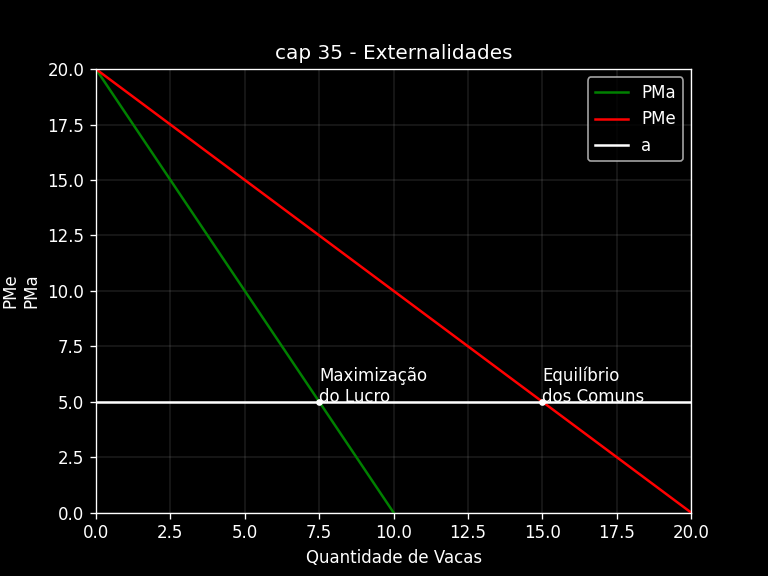 cap 35 - Externalidades
PMa
PMe
a
20.0
17.5
15.0
12.5
10.0
7.5
5.0
2.5
0.0
PMe
PMa
Maximização
do Lucro
Equilíbrio
dos Comuns
0.0 2.5 5.0 7.5 10.0 12.5 15.0 17.5 20.0
Quantidade de Vacas